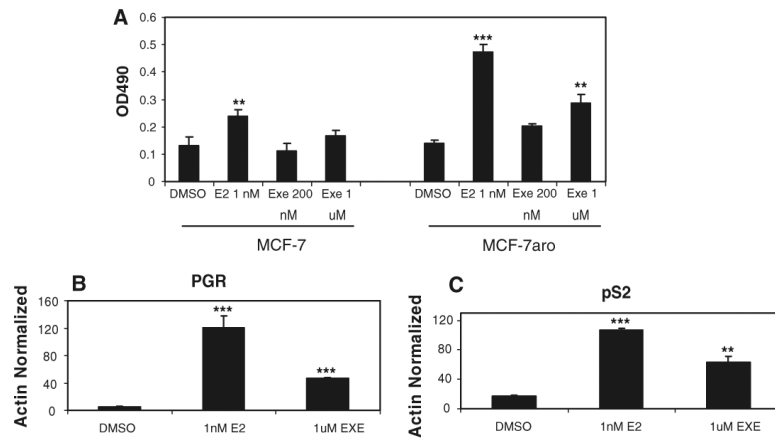 A
0.6
0.5
0.4
0.3
0.2
0.1
0
OD490
**
***
**
DMSO E2 1 nM Exe 200 Exe 1 DMSO E2 1 nM Exe 200 Exe 1
nM uM nM uM
MCF-7 MCF-7aro
B
PGR
160
120
80
40
0
Actin Normalized
***
***
DMSO 1nM E2 1uM EXE
C
pS2
120
80
40
0
Actin Normalized
***
**
DMSO 1nM E2 1uM EXE